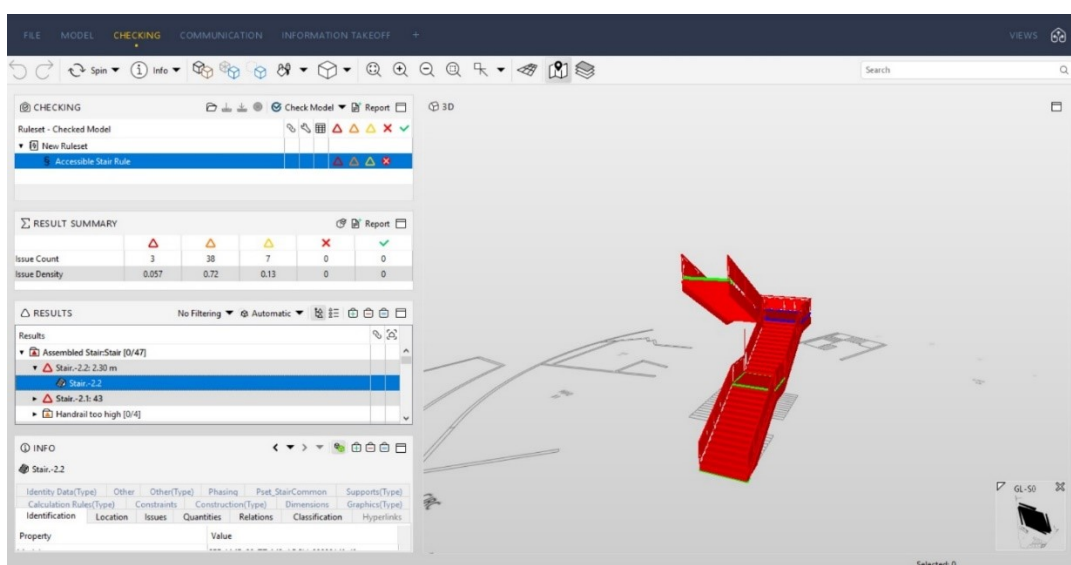 FILE MODEL CHECKING COMMUNICATION INFORMATION TAKEOFF + VIEWS
Spin Info Search
CHECKING Check Model Report
3D
Ruleset - Checked Model
New Ruleset
§ Accessible Stair Rule
RESULT SUMMARY Report
Issue Count 3 38 7 0 0
Issue Density 0.057 0.72 0.13 0 0
RESULTS No Filtering Automatic
Results
Assembled Stair:Stair [0/47]
Stair.-2.2: 2.30 m
Stair.-2.2
Stair.-2.1: 43
Handrail too high [0/4]
INFO
Stair.-2.2
Identity Data(Type) Other Other(Type) Phasing Pset_StairCommon Supports(Type)
Calculation Rules(Type) Constraints Construction(Type) Dimensions Graphics(Type)
Identification Location Issues Quantities Relations Classification Hyperlinks
Property Value
GL-50
Selected: 0